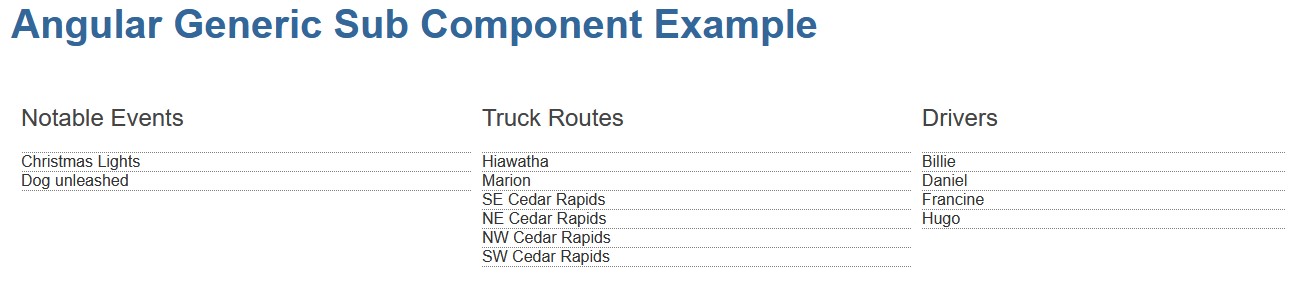 Angular Generic Sub Component Example
Notable Events
Christmas Lights
Dog unleashed
Truck Routes
Hiawatha
Marion
SE Cedar Rapids
NE Cedar Rapids
NW Cedar Rapids
SW Cedar Rapids
Drivers
Billie
Daniel
Francine
Hugo